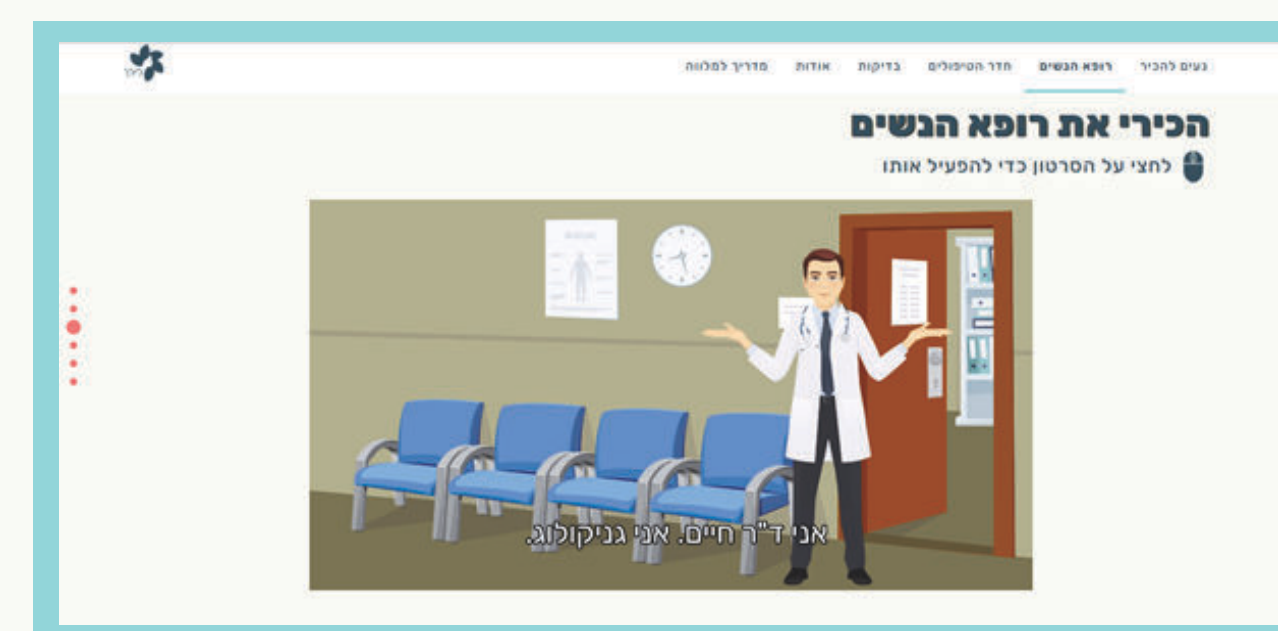 נעים להכיר רופא הנשים חדר הטיפולים בדיקות אודות מדריך למלווה
הכירי את רופא הנשים
לחצי על הסרטון כדי להפעיל אותו
אני ד"ר חיים. אני גניקולוג.